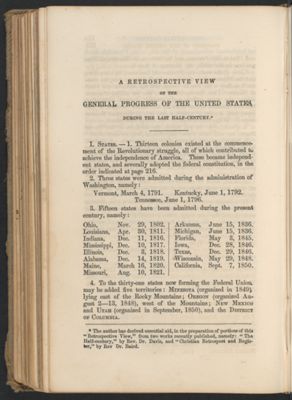 A RETROSPECTIVE VIEW
OF THE
GENERAL PROGRESS OF THE UNITED STATES,
DURING THE LAST HALF-CENTURY.*
I. STATES. — 1. Thirteen colonies existed at the commence-
ment of the Revolutionary struggle, all of which contributed to
achieve the independence of America. These became independ-
ent states, and severally adopted the federal constitution, in the
order indicated at page 216.
2. Three states were admitted during the administration of
Washington, namely:
Vermont, March 4, 1791. Kentucky, June 1, 1792.
Tennessee, June 1, 1796.
3. Fifteen states have been admitted during the present
century, namely:
Ohio, Nov. 29, 1802.
Louisiana, Apr. 30, 1811.
Indiana, Dec. 11, 1816.
Mississippi, Dec. 10, 1817.
Illinois, Dec. 3, 1818.
Alabama, Dec. 14, 1819.
Maine, March 15, 1820.
Missouri, Aug. 10, 1821.
Arkansas, June 15, 1836.
Michigan, June 15, 1836.
Florida, May 3, 1845.
Iowa, Dec. 28, 1846.
Texas, Dec. 29, 1846.
Wisconsin, May 29, 1848.
California, Sept. 7, 1850.
4. To the thirty-one states now forming the Federal Union,
may be added five territories: MINESOTA (organized in 1849)
lying east of the Rocky Mountains; OREGON (organized Au-
gust 2—13, 1848), west of the Mountains; NEW MEXICO
and UTAH (organized in September, 1850), and the DISTRICT
OF COLUMBIA.
* The author has derived essential aid, in the preparation of portions of this
"Retrospective View," from two works recently published, namely: "The
Half-century," by Rev. Dr. Davis, and "Christian Retrospect and Regis-
ter," by Rev Dr. Baird.